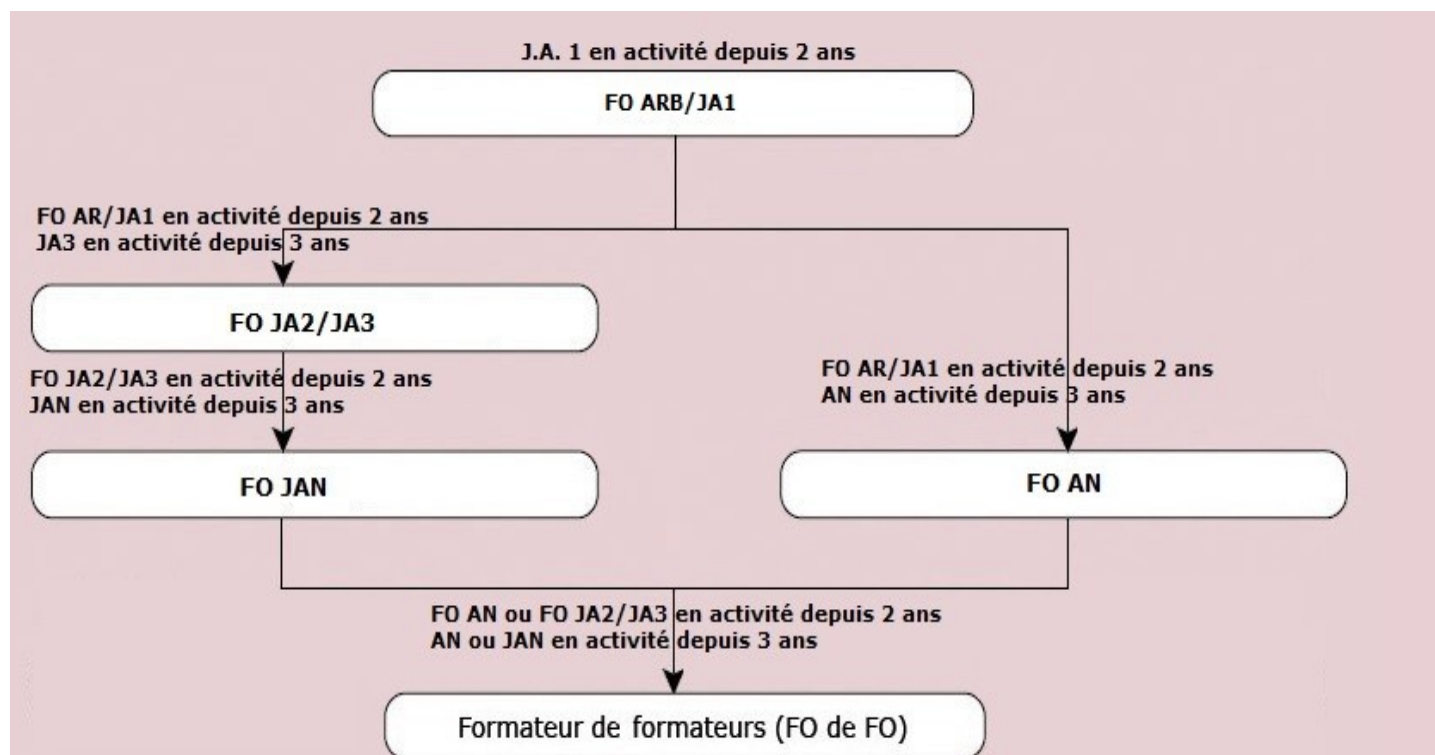 J.A. 1 en activité depuis 2 ans
FO ARB/JA1
FO AR/JA1 en activité depuis 2 ans
JA3 en activité depuis 3 ans
FO JA2/JA3
FO JA2/JA3 en activité depuis 2 ans
JAN en activité depuis 3 ans
FO AR/JA1 en activité depuis 2 ans
AN en activité depuis 3 ans
FO JAN
FO AN
FO AN ou FO JA2/JA3 en activité depuis 2 ans
AN ou JAN en activité depuis 3 ans
Formateur de formateurs (FO de FO)